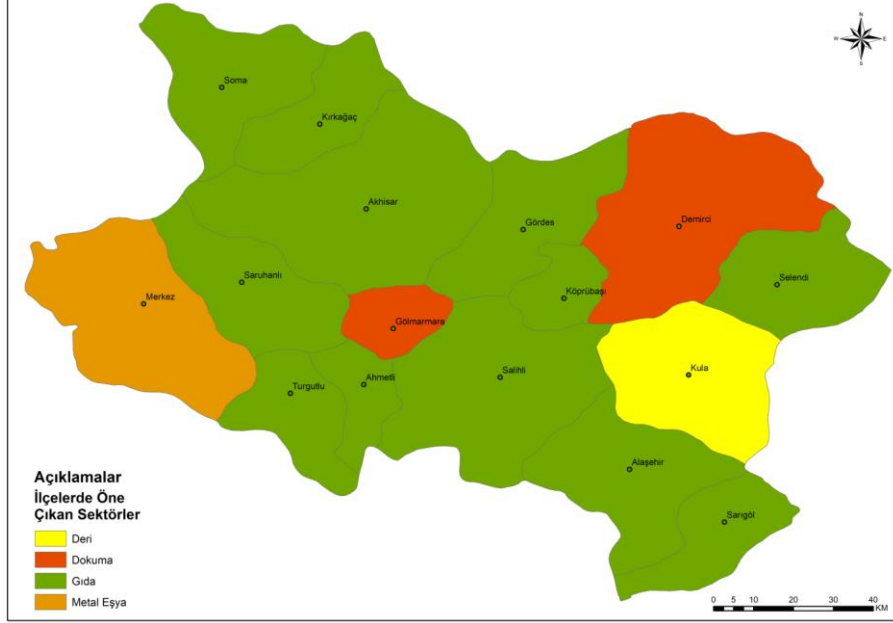 N
W E
S
Soma
Kırkağaç
Akhisar
Gördes
Demirci
Saruhanlı
Selendi
Köprübaşı
Merkez
Gölmarmara
Kula
Salihli
Ahmetli
Turgutlu
Alaşehir
Sarıgöl
Açıklamalar
İlçelerde Öne
Çıkan Sektörler
Deri
Dokuma
Gıda
Metal Eşya
0 5 10 20 30 40
KM